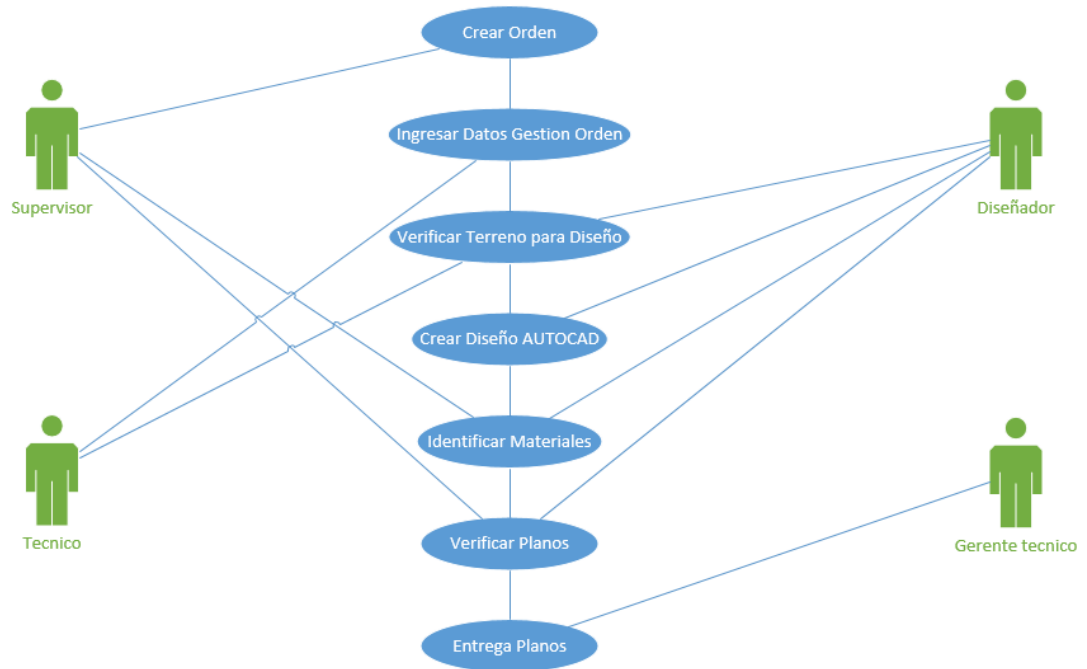 Crear Orden
Ingresar Datos Gestion Orden
Supervisor
Diseñador
Verificar Terreno para Diseño
Crear Diseño AUTOCAD
Identificar Materiales
Tecnico
Verificar Planos
Gerente tecnico
Entrega Planos